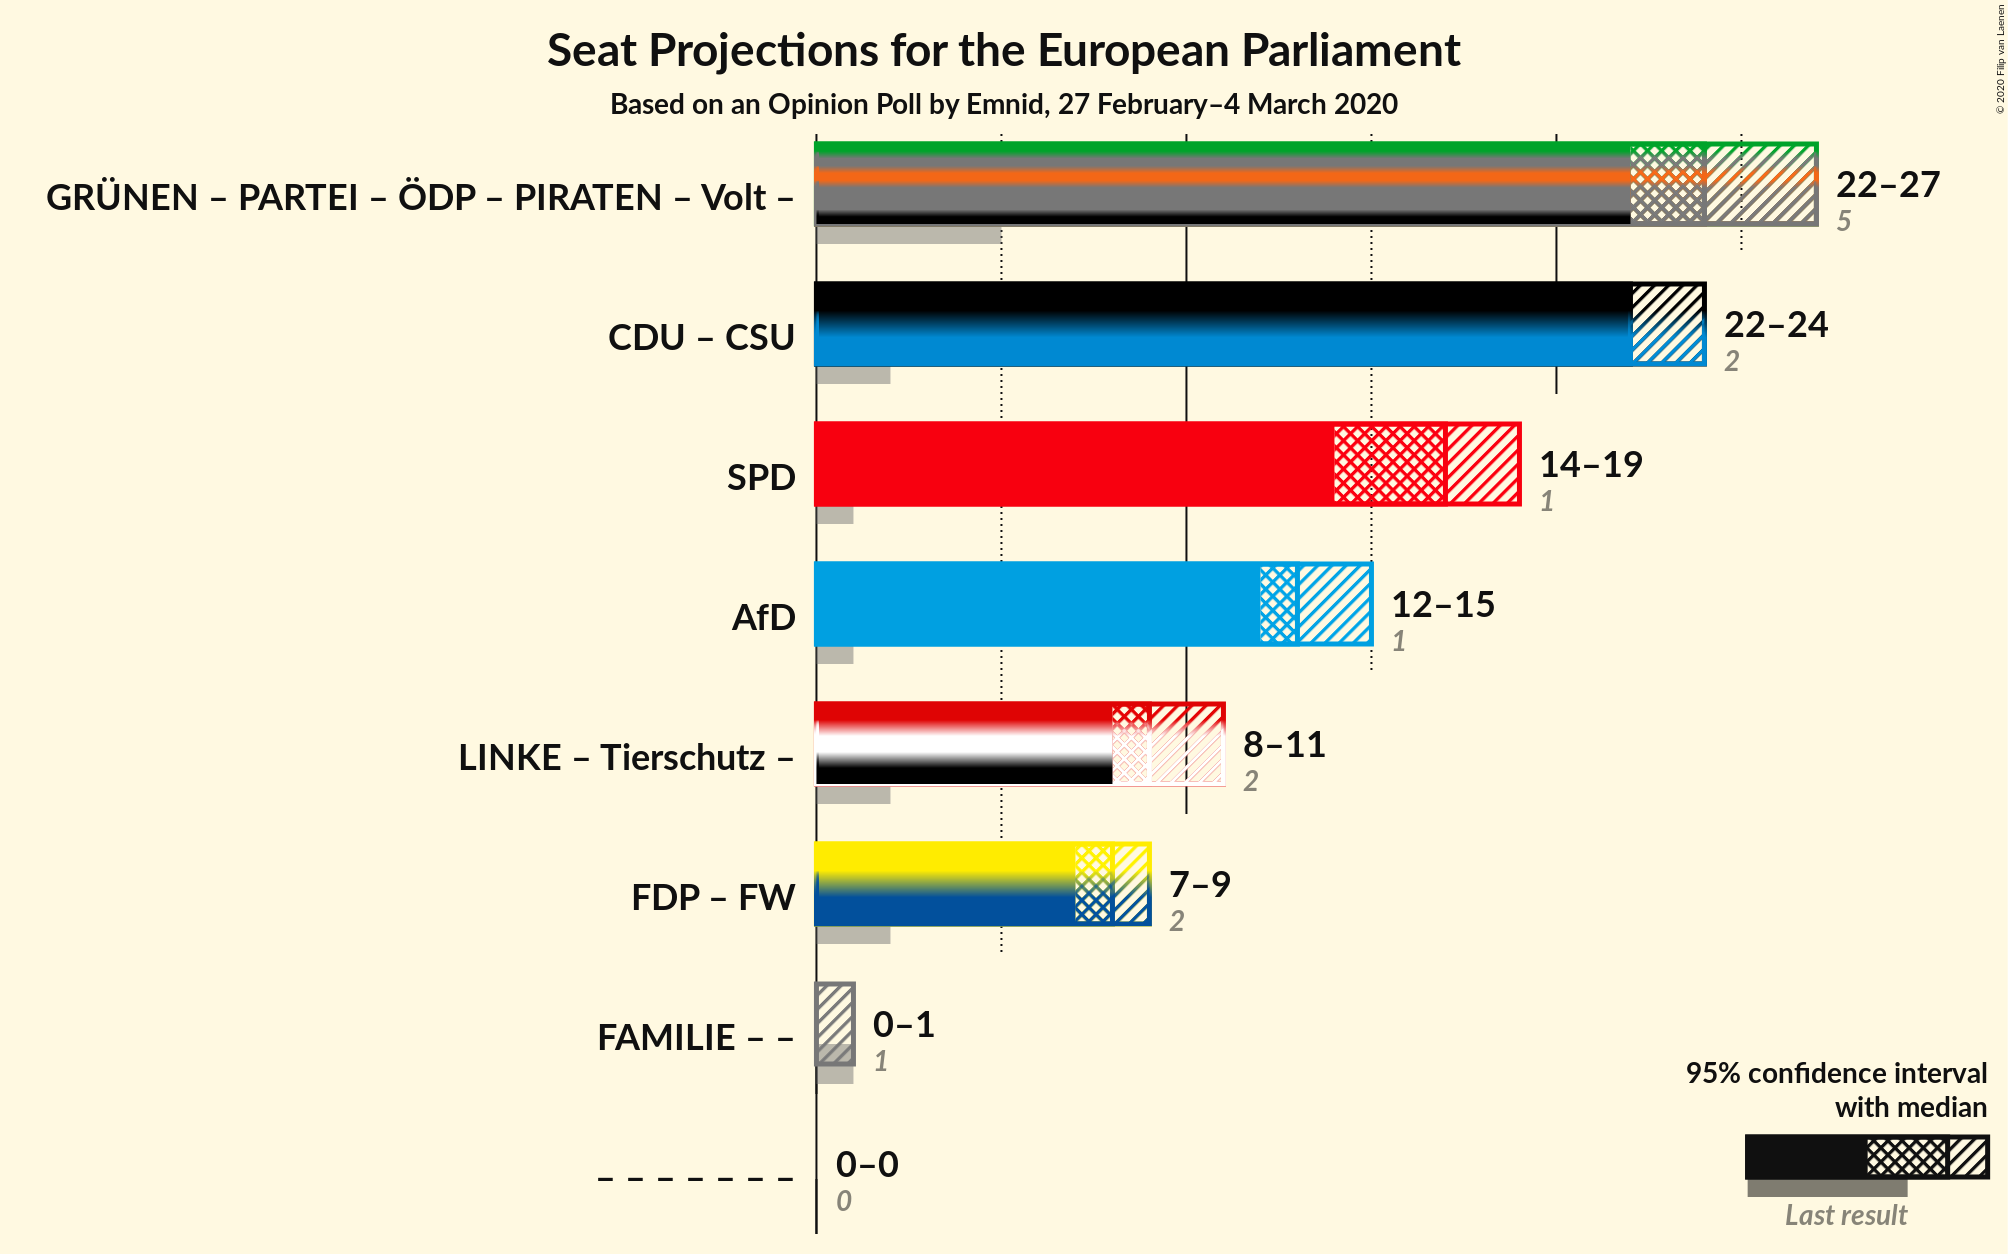 Seat Projections for the European Parliament
Based on an Opinion Poll by Emnid, 27 February–4 March 2020
© 2020 Filip van Laenen
GRÜNEN – PARTEI – ÖDP – PIRATEN – Volt –
22–27
5
CDU – CSU
22–24
2
SPD
14–19
1
AfD
12–15
1
LINKE – Tierschutz –
8–11
2
FDP – FW
7–9
2
FAMILIE – –
0–1
1
– – – – – – –
0–0
0
95% confidence interval
with median
Last result